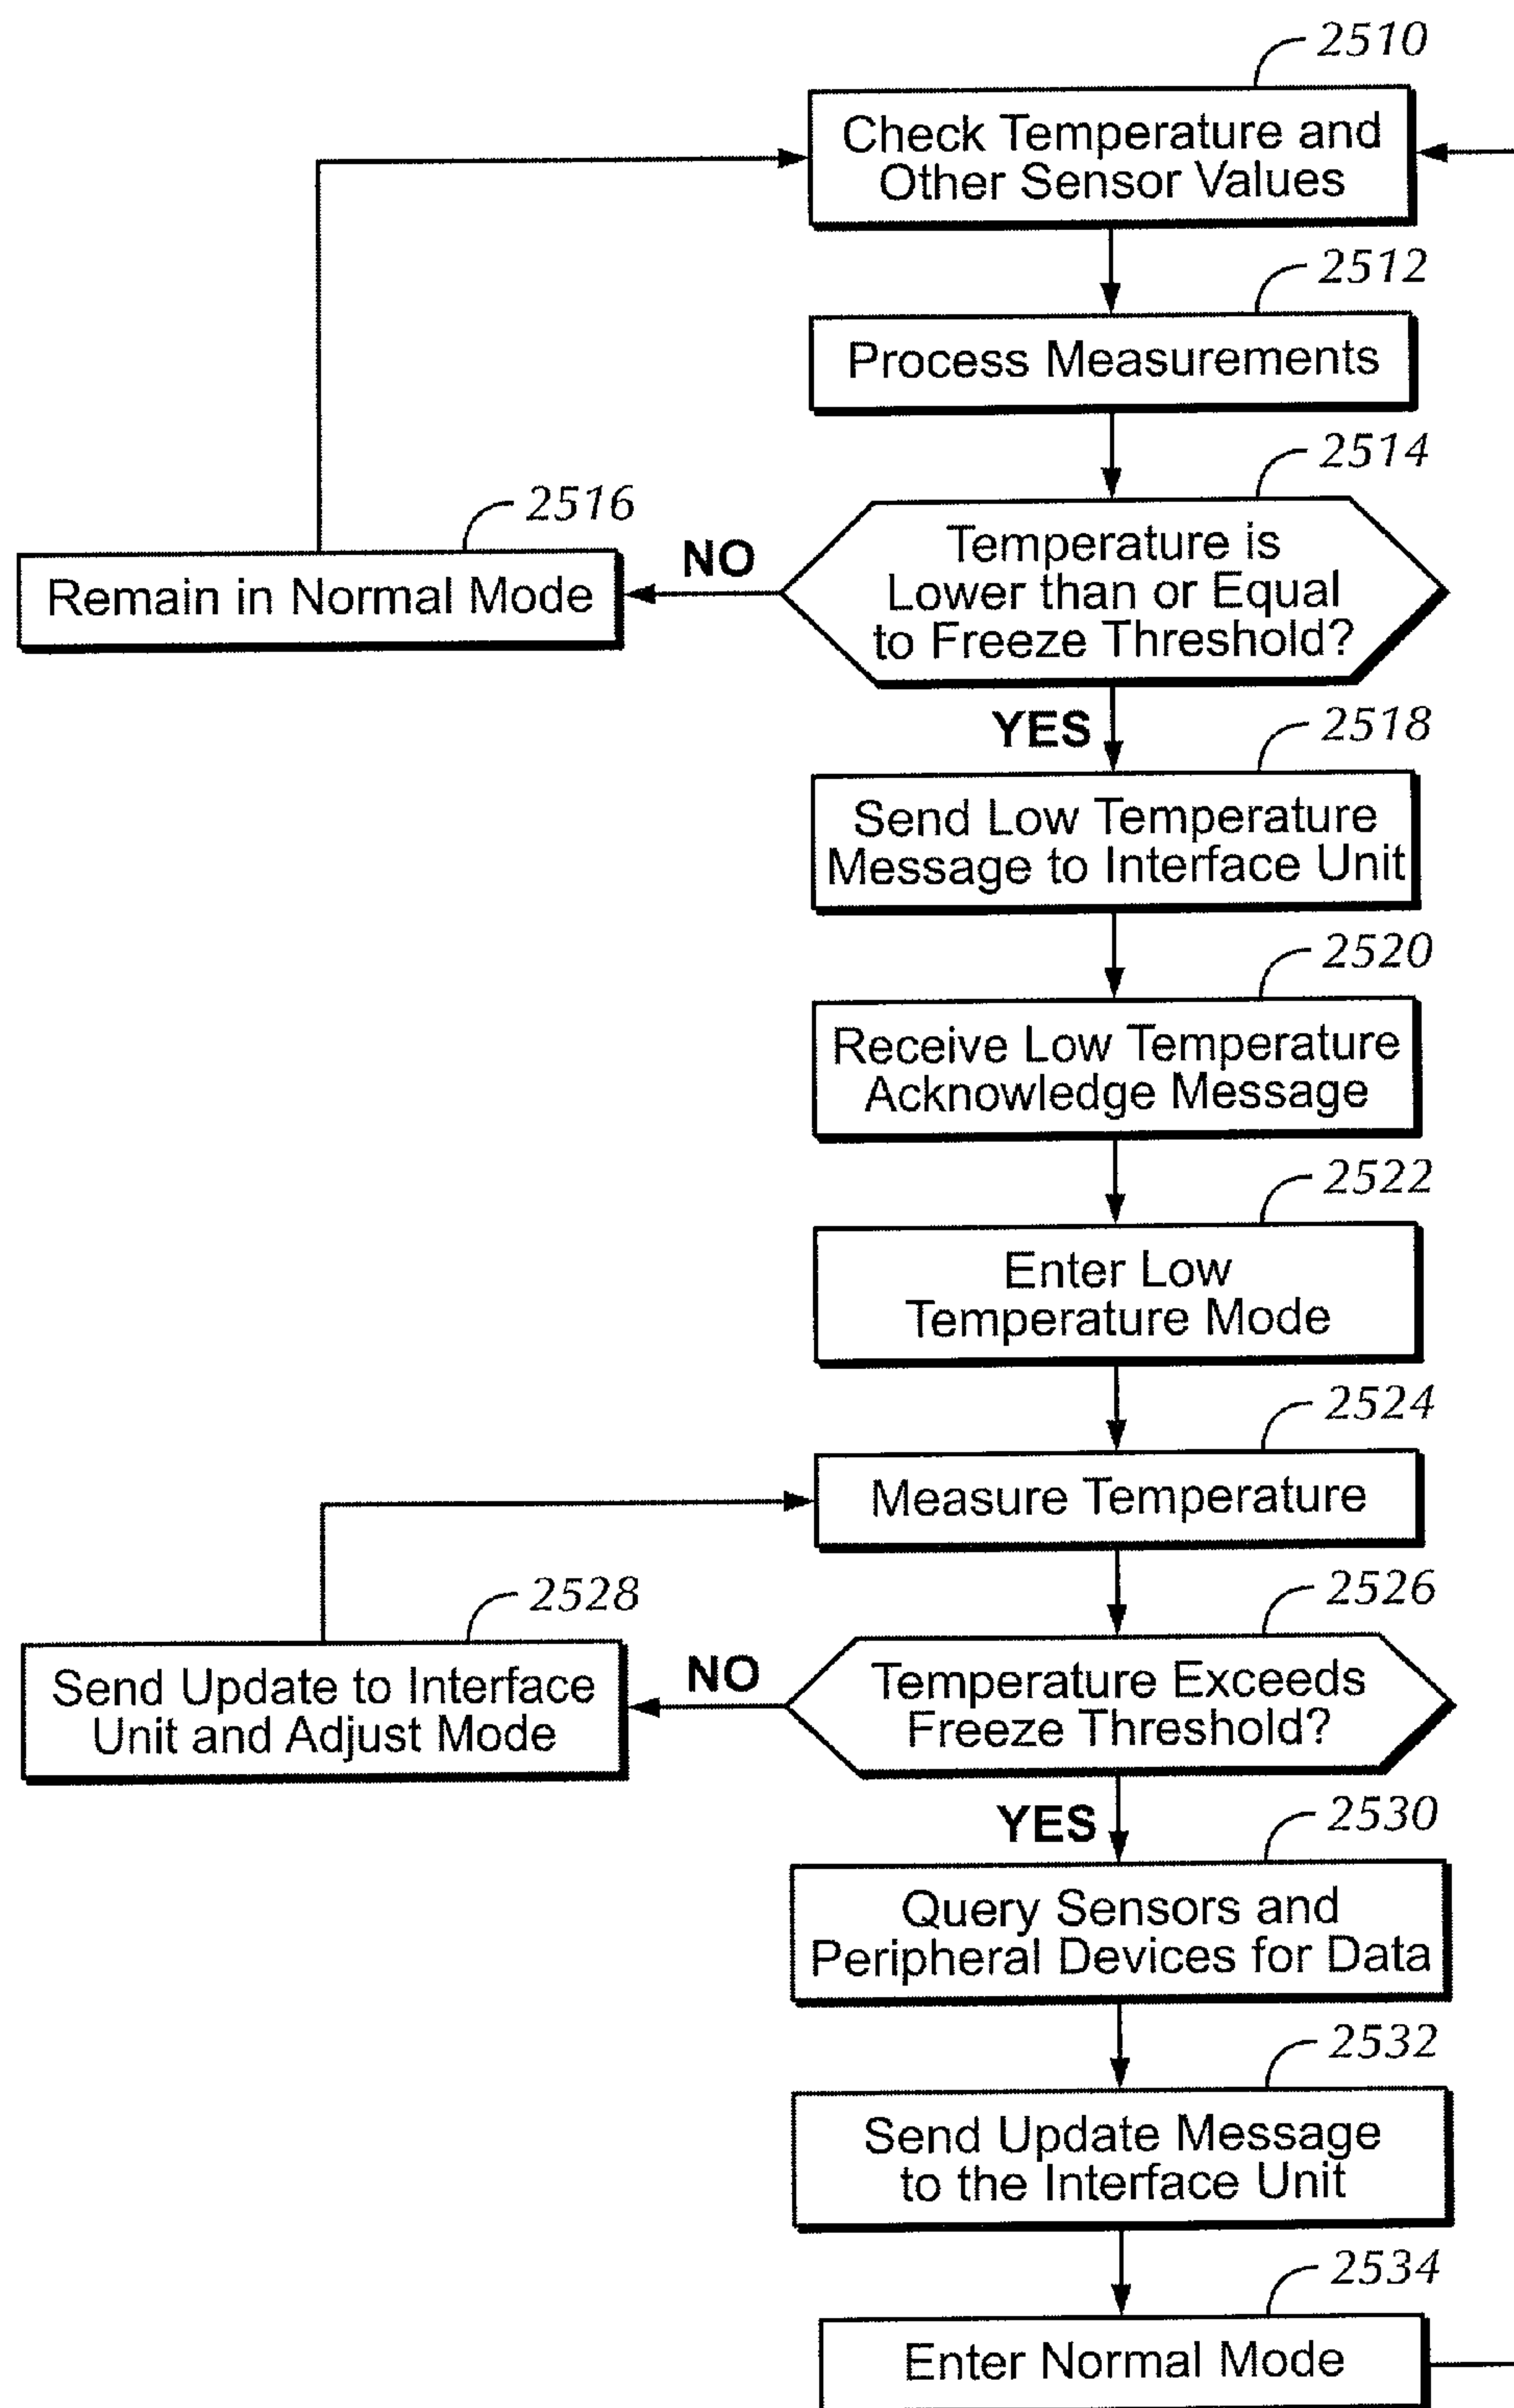 2510
Check Temperature and
Other Sensor Values
2512
Process Measurements
2514
Temperature is
Lower than or Equal
to Freeze Threshold?
NO
2516
Remain in Normal Mode
YES
2518
Send Low Temperature
Message to Interface Unit
2520
Receive Low Temperature
Acknowledge Message
2522
Enter Low
Temperature Mode
2524
Measure Temperature
2526
Temperature Exceeds
Freeze Threshold?
NO
2528
Send Update to Interface
Unit and Adjust Mode
YES
2530
Query Sensors and
Peripheral Devices for Data
2532
Send Update Message
to the Interface Unit
2534
Enter Normal Mode